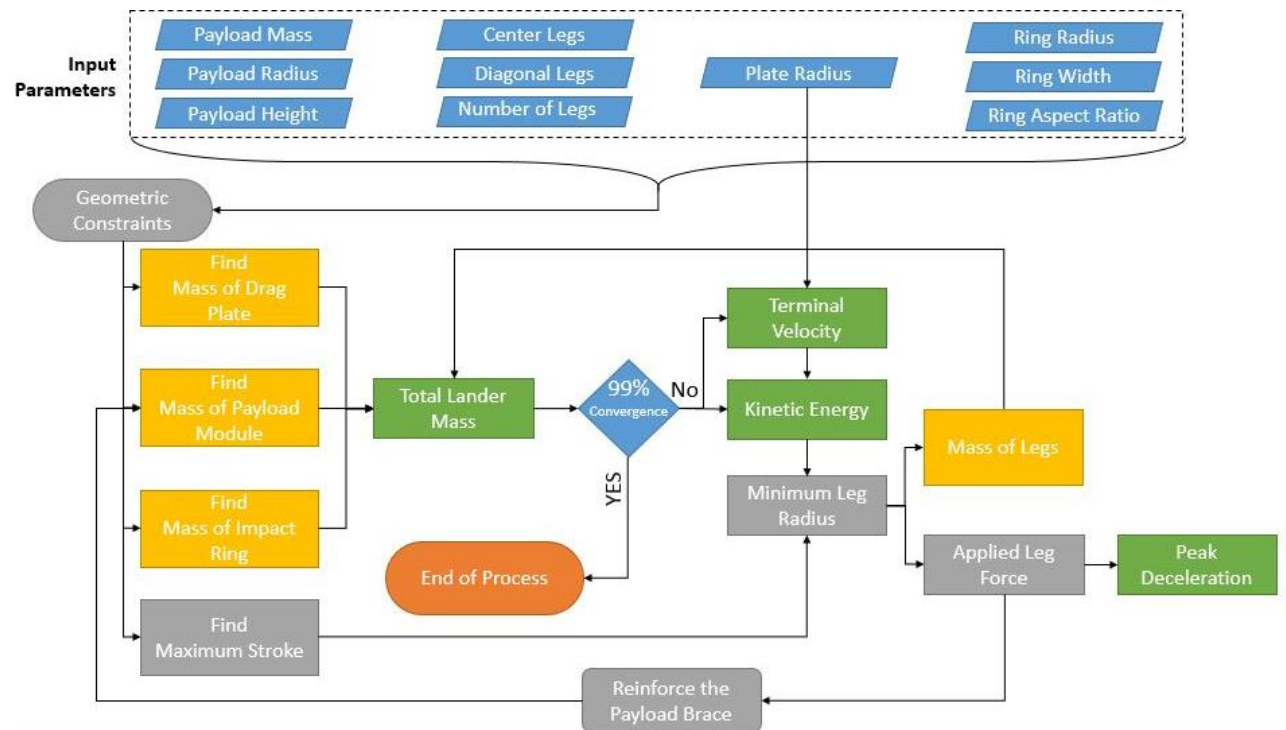 Input
Parameters
Payload Mass
Payload Radius
Payload Height
Center Legs
Diagonal Legs
Number of Legs
Plate Radius
Ring Radius
Ring Width
Ring Aspect Ratio
Geometric
Constraints
Find
Mass of Drag
Plate
Find
Mass of Payload
Module
Find
Mass of Impact
Ring
Find
Maximum Stroke
Total Lander
Mass
99%
Convergence
No
YES
End of Process
Terminal
Velocity
Kinetic Energy
Minimum Leg
Radius
Mass of Legs
Applied Leg
Force
Peak
Deceleration
Reinforce the
Payload Brace